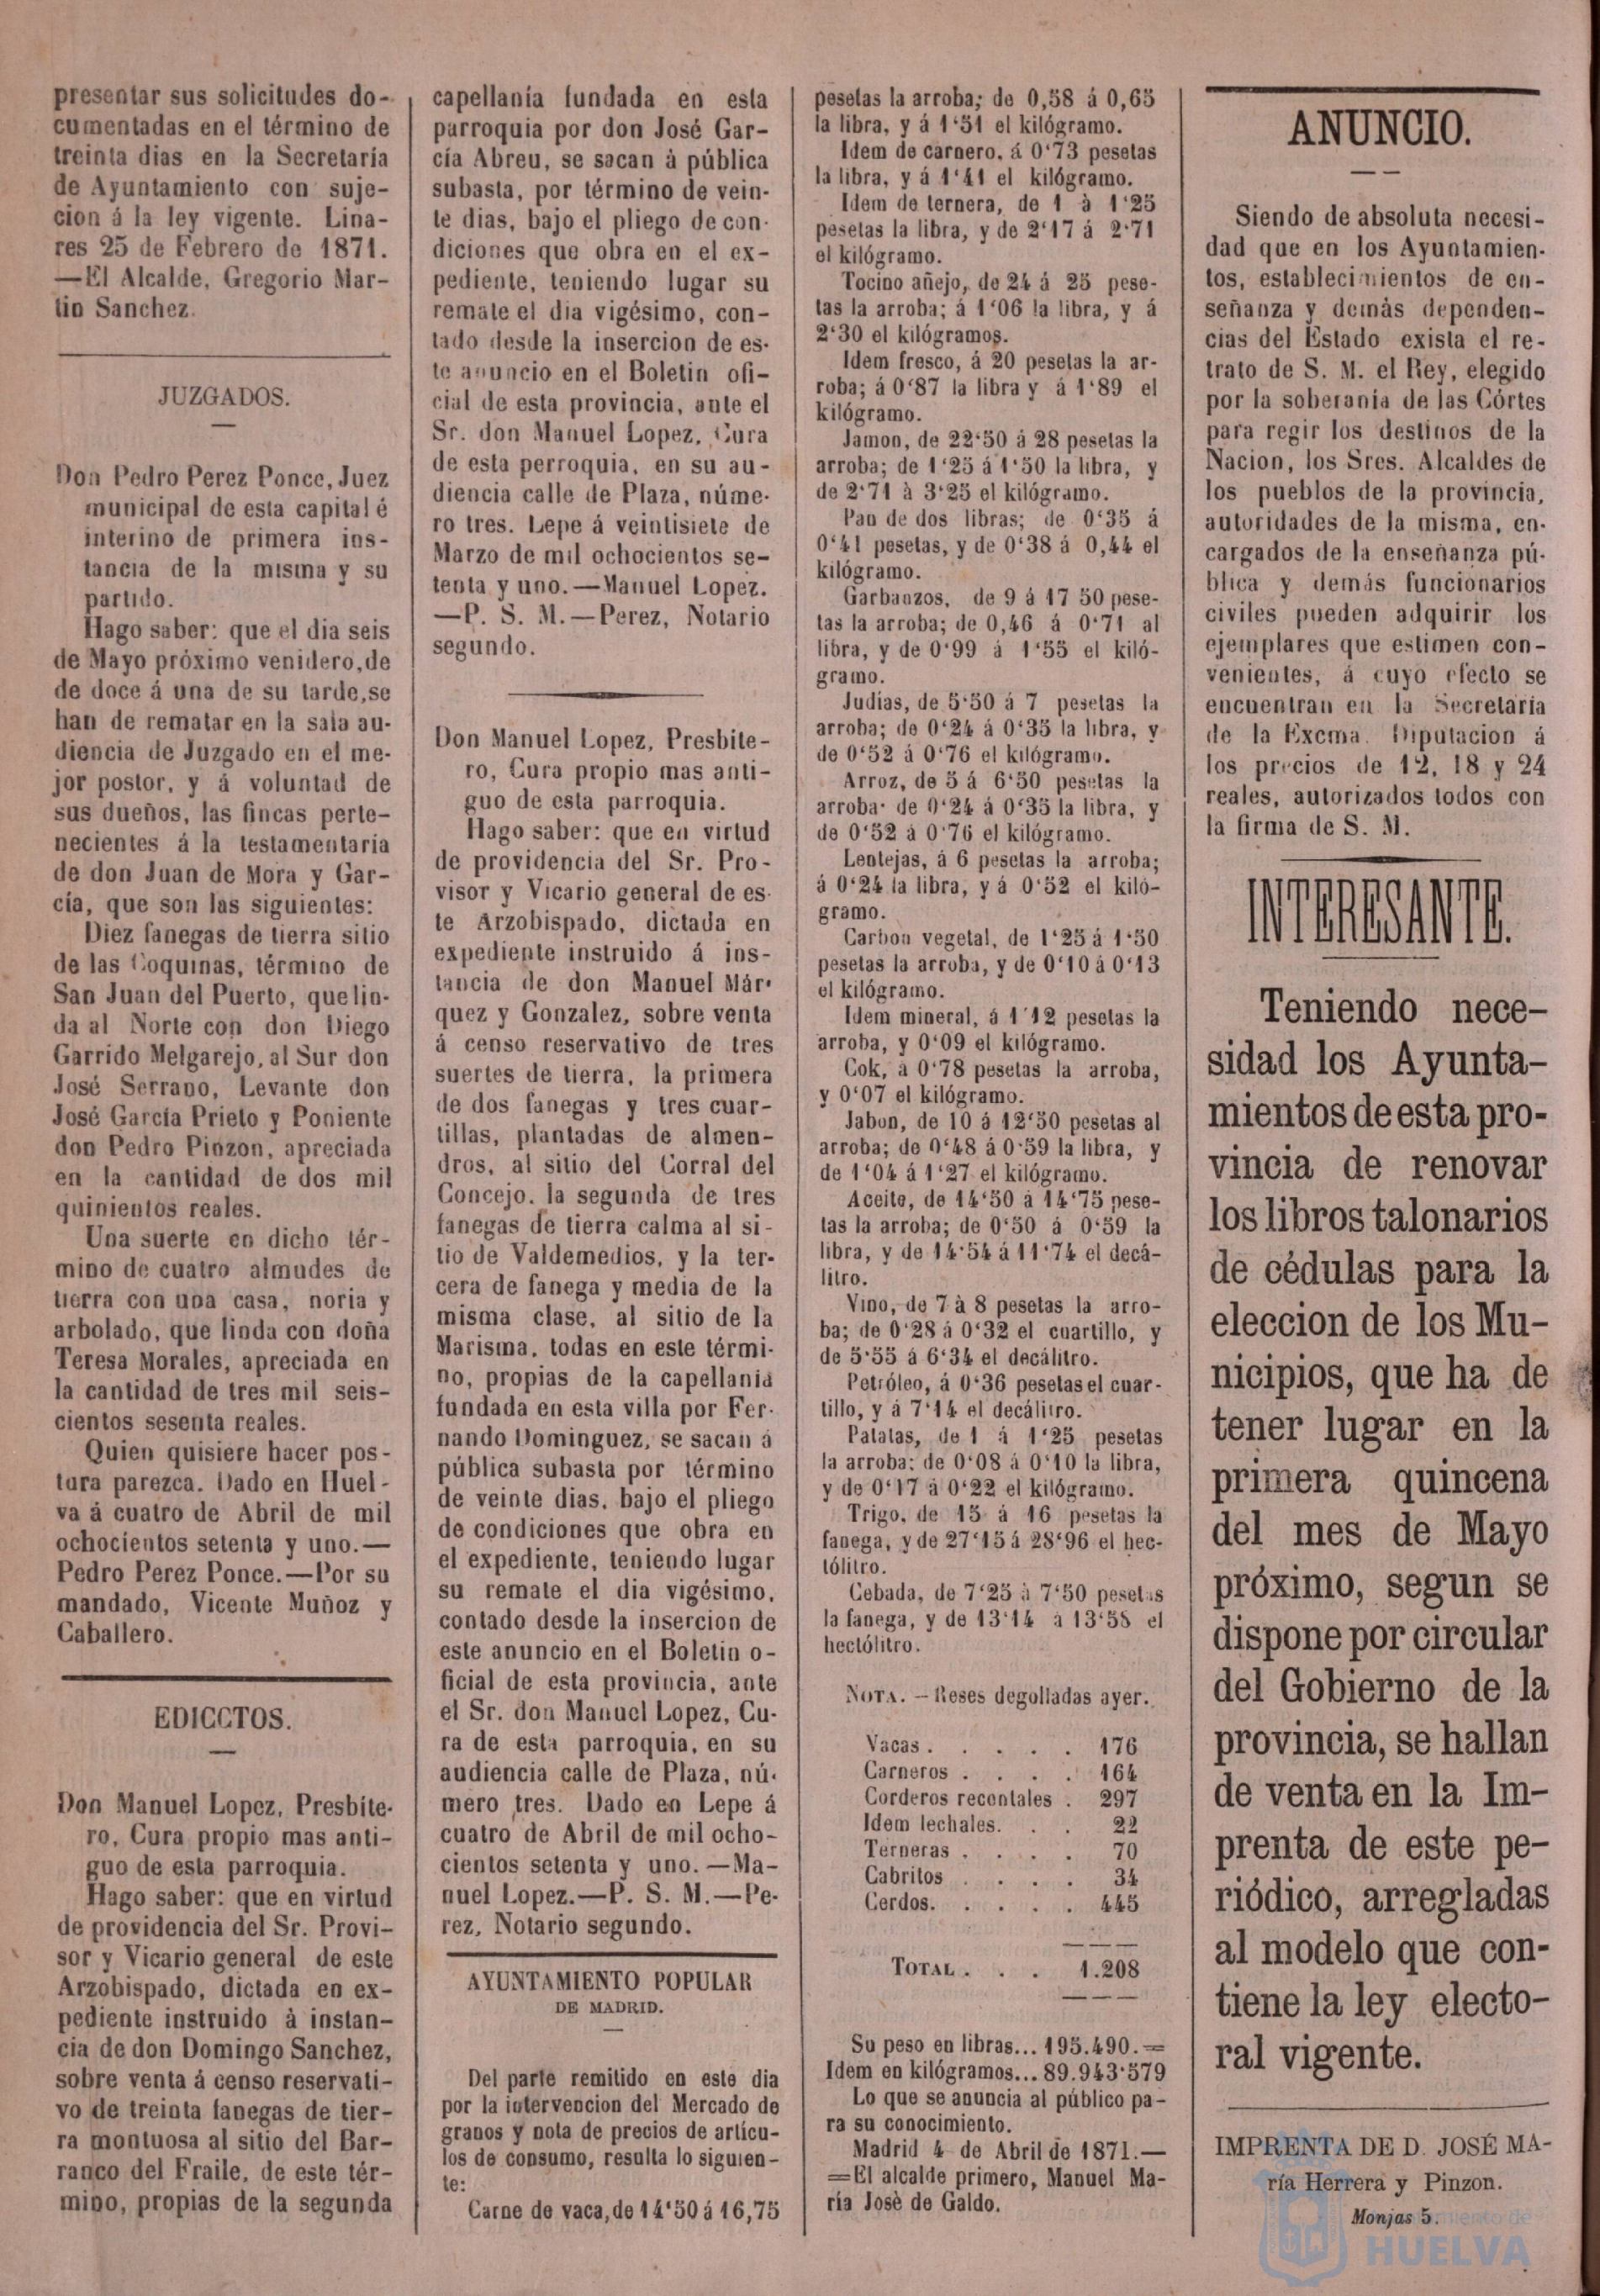 presentar sus solicitudes do-
cumentadas en el término de
treinta dias en la Secretaría
de Ayuntamiento con suje-
cion á la ley vigente. Lina-
res 25 de Febrero de 1871.
—El Alcalde, Gregorio Mar-
tin Sanchez.
JUZGADOS.
Don Pedro Perez Ponce, Juez
municipal de esta capital é
interino de primera ins-
tancia de la misma y su
partido.
Hago saber: que el dia seis
de Mayo próximo venidero, de
de doce á una de su tarde, se
han de rematar en la sala au-
diencia de Juzgado en el me-
jor postor, y á voluntad de
sus dueños, las fincas perte-
necientes á la testamentaria
de don Juan de Mora y Gar-
cía, que son las siguientes:
Diez fanegas de tierra sitio
de las Coquinas, término de
San Juan del Puerto, que lin-
da al Norte con don Diego
Garrido Melgarejo, al Sur don
José Serrano, Levante don
José García Prieto y Poniente
don Pedro Pinzon, apreciada
en la cantidad de dos mil
quinientos reales.
Una suerte en dicho tér-
mino de cuatro almudes de
tierra con una casa, noria y
arbolado, que linda con doña
Teresa Morales, apreciada en
la cantidad de tres mil seis-
cientos sesenta reales.
Quien quisiere hacer pos-
tura parezca. Dado en Huel-
va á cuatro de Abril de mil
ochocientos setenta y uno.—
Pedro Perez Ponce.—Por su
mandado, Vicente Muñoz y
Caballero.
EDICCTOS.
Don Manuel Lopez, Presbite-
ro, Cura propio mas anti-
guo de esta parroquia.
Hago saber: que en virtud
de providencia del Sr. Provi-
sor y Vicario general de este
Arzobispado, dictada en ex-
pediente instruido à instan-
cia de don Domingo Sanchez,
sobre venta á censo reservati-
vo de treinta fanegas de tier-
ra montuosa al sitio del Bar-
ranco del Fraile, de este tér-
mino, propias de la segunda
capellanía fundada en esta
parroquia por don José Gar-
cía Abreu, se sacan à pública
subasta, por término de vein-
te dias, bajo el pliego de con-
diciones que obra en el ex-
pediente, teniendo lugar su
remate el dia vigésimo, con-
tado desde la insercion de es-
te anuncio en el Boletin ofi-
cial de esta provincia, ante el
Sr. don Manuel Lopez, Cura
de esta perroquia, en su au-
diencia calle de Plaza, núme-
ro tres. Lepe á veintisiete de
Marzo de mil ochocientos se-
tenta y uno.—Manuel Lopez.
—P. S. M.—Perez, Notario
segundo.
Don Manuel Lopez, Presbite-
ro, Cura propio mas anti-
guo de esta parroquia.
Hago saber: que en virtud
de providencia del Sr. Pro-
visor y Vicario general de es-
te Arzobispado, dictada en
expediente instruido á ins-
tancia de don Manuel Már-
quez y Gonzalez, sobre venta
á censo reservativo de tres
suertes de tierra, la primera
de dos fanegas y tres cuar-
tillas, plantadas de almen-
dros, al sitio del Corral del
Concejo, la segunda de tres
fanegas de tierra calma al si-
tio de Valdemedios, y la ter-
cera de fanega y media de la
misma clase, al sitio de la
Marisma, todas en este térmi-
no, propias de la capellania
fundada en esta villa por Fer-
nando Dominguez, se sacan á
pública subasta por término
de veinte dias, bajo el pliego
de condiciones que obra en
el expediente, teniendo lugar
su remate el dia vigésimo,
contado desde la insercion de
este anuncio en el Boletin o-
ficial de esta provincia, ante
el Sr. don Manuel Lopez, Cu-
ra de esta parroquia, en su
audiencia calle de Plaza, nú-
mero tres. Dado en Lepe á
cuatro de Abril de mil ocho-
cientos setenta y uno.—Ma-
nuel Lopez.—P. S. M.—Pe-
rez, Notario segundo.
AYUNTAMIENTO POPULAR
DE MADRID.
Del parte remitido en este dia
por la intervencion del Mercado de
granos y nota de precios de articu-
los de consumo, resulta lo siguien-
te:
Carne de vaca, de 14'50 á 16,75
pesetas la arroba; de 0,58 á 0,65
la libra, y á 1'51 el kilógramo.
Idem de carnero, á 0'73 pesetas
la libra, y á 1'41 el kilógramo.
Idem de ternera, de 1 à 1'25
pesetas la libra, y de 2'17 á 2'71
el kilógramo.
Tocino añejo, de 24 á 25 pese-
tas la arroba; á 1'06 la libra, y á
2'30 el kilógramos.
Idem fresco, á 20 pesetas la ar-
roba; á 0'87 la libra y á 1'89 el
kilógramo.
Jamon, de 22'50 á 28 pesetas la
arroba; de 1'25 á 1'50 la libra, y
de 2'71 à 3'25 el kilógramo.
Pan de dos libras; de 0'35 á
0'41 pesetas, y de 0'38 á 0,44 el
kilógramo.
Garbanzos, de 9 á 17 50 pese-
tas la arroba; de 0,46 á 0'71 al
libra, y de 0'99 á 1'55 el kiló-
gramo.
Judias, de 5'50 á 7 pesetas la
arroba; de 0'24 á 0'35 la libra, y
de 0'52 á 0'76 el kilógramo.
Arroz, de 5 á 6'50 pesetas la
arroba; de 0'24 á 0'35 la libra, y
de 0'52 á 0'76 el kilógramo.
Lentejas, á 6 pesetas la arroba;
á 0'24 la libra, y á 0'52 el kiló-
gramo.
Carbon vegetal, de 1'25 á 1'50
pesetas la arroba, y de 0'10 á 0'13
el kilógramo.
Idem mineral, á 1'12 pesetas la
arroba, y 0'09 el kilógramo.
Cok, à 0'78 pesetas la arroba,
y 0'07 el kilógramo.
Jabon, de 10 á 12'50 pesetas al
arroba; de 0'48 á 0'59 la libra, y
de 1'04 á 1'27 el kilógramo.
Aceite, de 14'50 à 14'75 pese-
tas la arroba; de 0'50 á 0'59 la
libra, y de 14'54 á 11'74 el decá-
litro.
Vino, de 7 à 8 pesetas la arro-
ba; de 0'28 á 0'32 el cuartillo, y
de 5'55 á 6'34 el decálitro.
Petróleo, á 0'36 pesetas el cuar-
tillo, y á 7'14 el decálitro.
Patatas, de 1 á 1'25 pesetas
la arroba; de 0'08 á 0'10 la libra,
y de 0'17 à 0'22 el kilógramo.
Trigo, de 15 á 16 pesetas la
fanega, y de 27'15 á 28'96 el hec-
tólitro.
Cebada, de 7'25 à 7'50 pesetas
la fanega, y de 13'14 à 13'58 el
hectólitro.
NOTA. — Reses degolladas ayer.
Vacas . . . . . 176
Carneros . . . . 164
Corderos recentales . 297
Idem lechales. . . 22
Terneras . . . . 70
Cabritos . . . . 34
Cerdos. . . . . 445
TOTAL . . . 1.208
Su peso en libras... 195.490.=
Idem en kilógramos... 89.943'579
Lo que se anuncia al público pa-
ra su conocimiento.
Madrid 4 de Abril de 1871.—
=El alcalde primero, Manuel Ma-
ría Josè de Galdo.
ANUNCIO.
Siendo de absoluta necesi-
dad que en los Ayuntamien-
tos, establecimientos de en-
señanza y demás dependen-
cias del Estado exista el re-
trato de S. M. el Rey, elegido
por la soberanía de las Córtes
para regir los destinos de la
Nacion, los Sres. Alcaldes de
los pueblos de la provincia,
autoridades de la misma, en-
cargados de la enseñanza pú-
blica y demás funcionarios
civiles pueden adquirir los
ejemplares que estimen con-
venientes, á cuyo efecto se
encuentran en la Secretaría
de la Excma. Diputacion á
los precios de 12, 18 y 24
reales, autorizados todos con
la firma de S. M.
INTERESANTE.
Teniendo nece-
sidad los Ayunta-
mientos de esta pro-
vincia de renovar
los libros talonarios
de cédulas para la
eleccion de los Mu-
nicipios, que ha de
tener lugar en la
primera quincena
del mes de Mayo
próximo, segun se
dispone por circular
del Gobierno de la
provincia, se hallan
de venta en la Im-
prenta de este pe-
riódico, arregladas
al modelo que con-
tiene la ley electo-
ral vigente.
IMPRENTA DE D. JOSÉ MA-
ría Herrera y Pinzon.
Monjas 5.
HUELVA